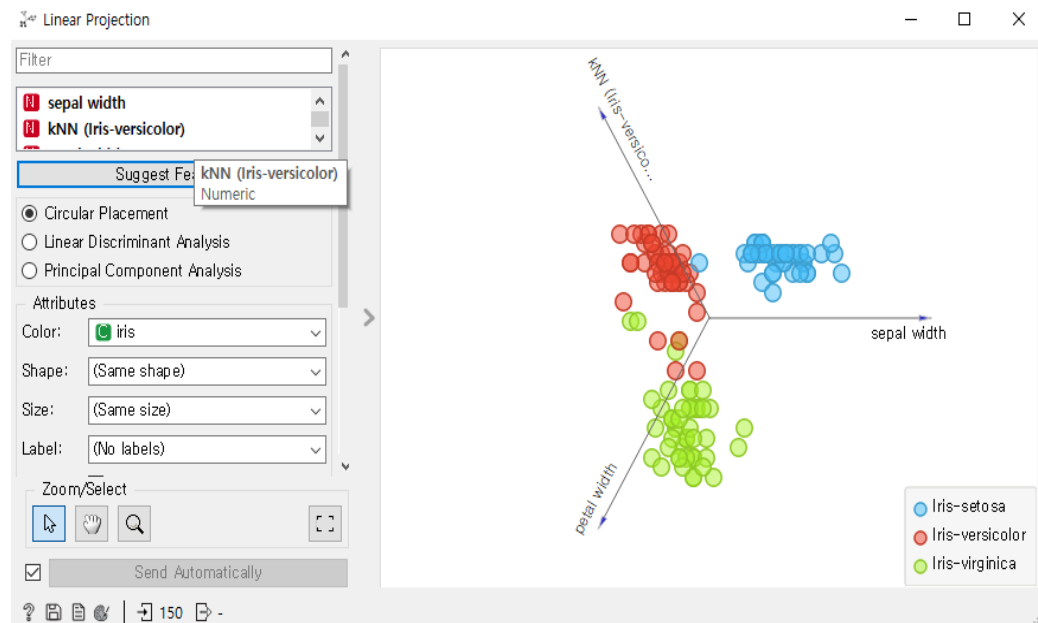 Linear Projection
Filter
N sepal width
N kNN (Iris-versicolor)
Suggest Fe
kNN (Iris-versicolor)
Numeric
Circular Placement
Linear Discriminant Analysis
Principal Component Analysis
Attributes
Color: C iris
Shape: (Same shape)
Size: (Same size)
Label: (No labels)
Zoom/Select
Send Automatically
? 150 -
kNN (Iris-versico...
sepal width
petal width
Iris-setosa
Iris-versicolor
Iris-virginica